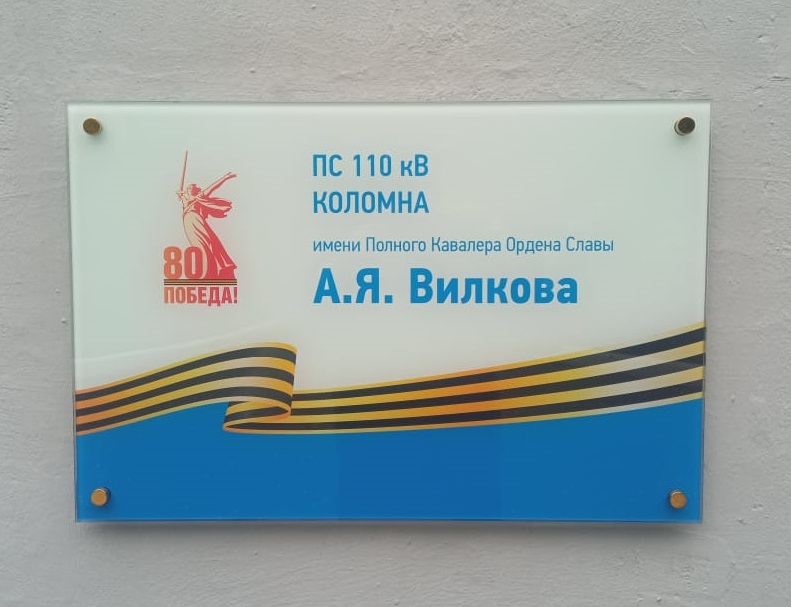 80
ПОБЕДА!
ПС 110 кВ
КОЛОМНА
имени Полного Кавалера Ордена Славы
А.Я. Вилкова